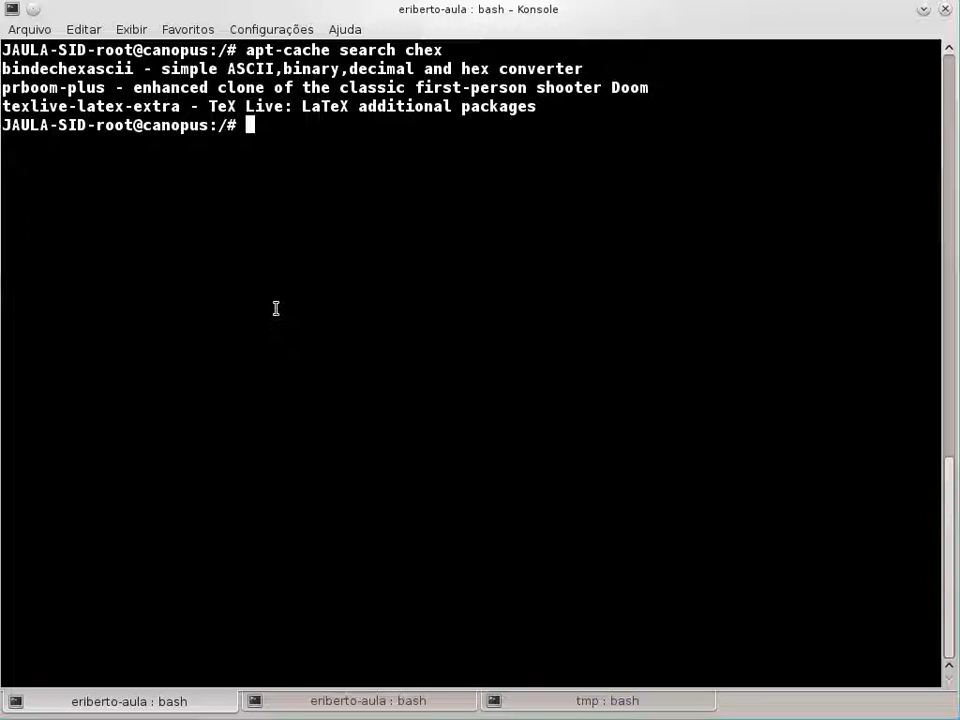 eriberto-aula : bash – Konsole
Arquivo Editar Exibir Favoritos Configurações Ajuda
JAULA-SID-root@canopus:/# apt-cache search chex
bindechexascii - simple ASCII,binary,decimal and hex converter
prboom-plus - enhanced clone of the classic first-person shooter Doom
texlive-latex-extra - TeX Live: LaTeX additional packages
JAULA-SID-root@canopus:/#
eriberto-aula : bash eriberto-aula : bash tmp : bash